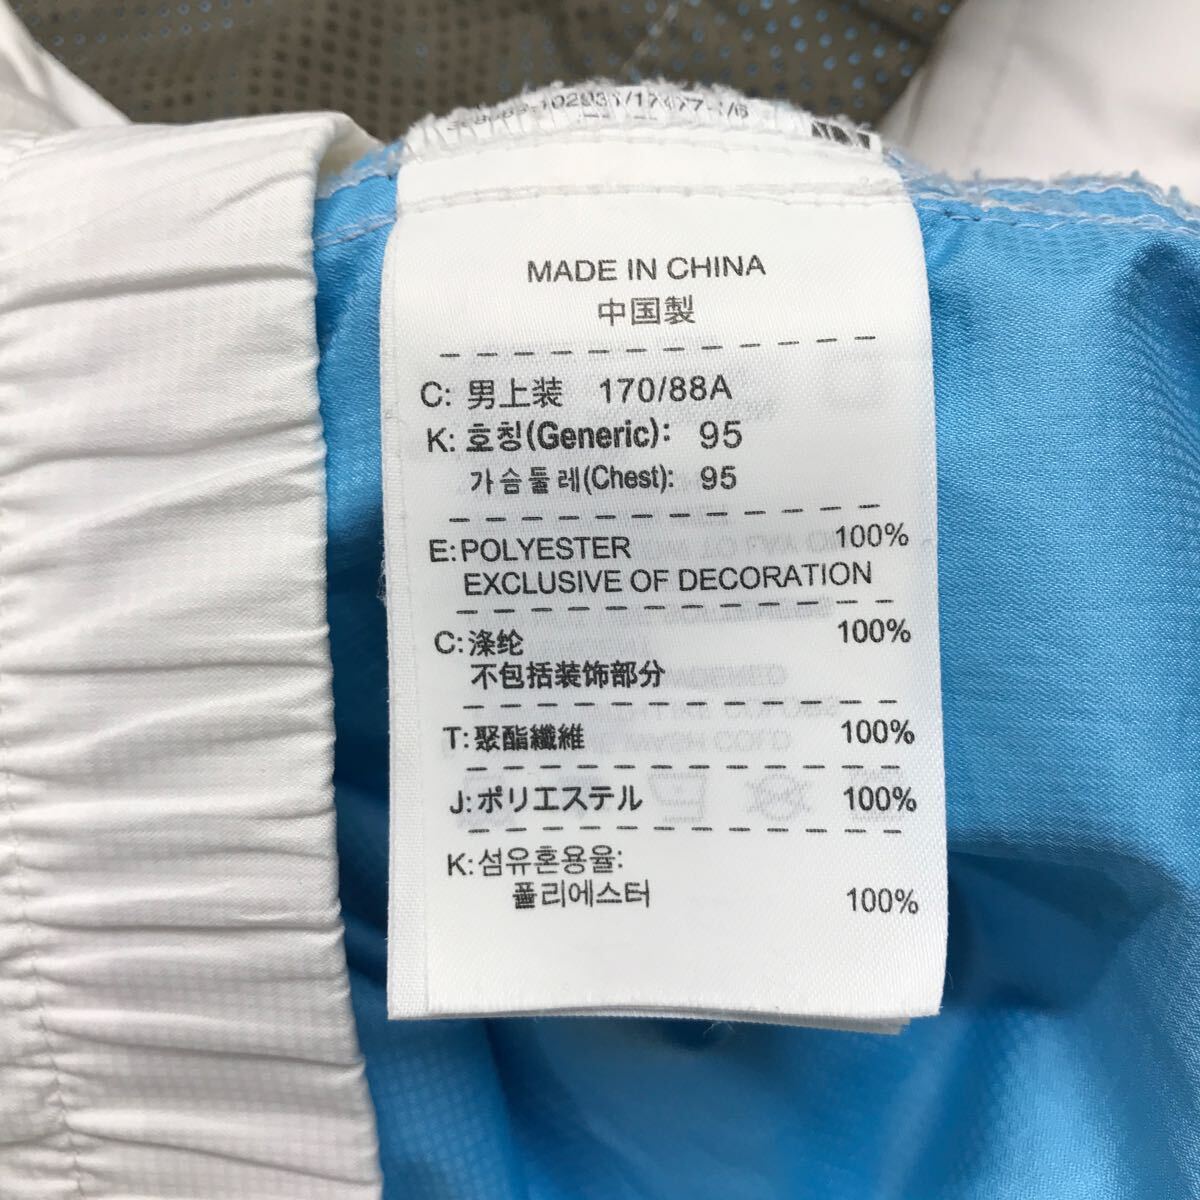 MADE IN CHINA
中国製
C: 男上装 170/88A
K: 호칭(Generic): 95
가슴둘레(Chest): 95
E: POLYESTER 100%
EXCLUSIVE OF DECORATION
C: 涤纶 100%
不包括装饰部分
T: 聚酯纖維 100%
J: ポリエステル 100%
K: 섬유혼용율:
폴리에스터 100%